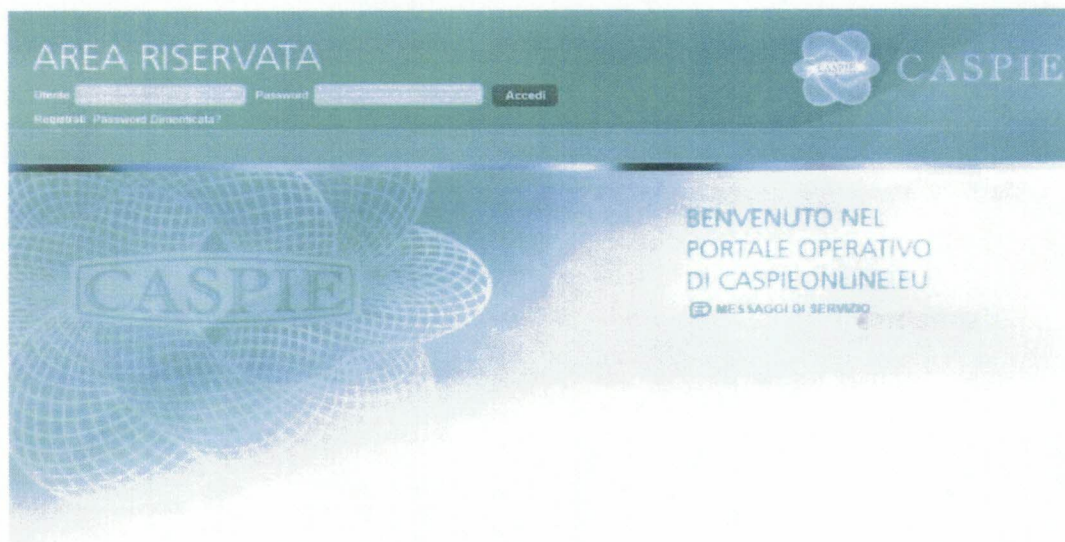 AREA RISERVATA
CASPIE
CASPIE
Utente Password Accedi
Registrati Password Dimenticata?
BENVENUTO NEL
PORTALE OPERATIVO
DI CASPIEONLINE.EU
MESSAGGI DI SERVIZIO
CASPIE